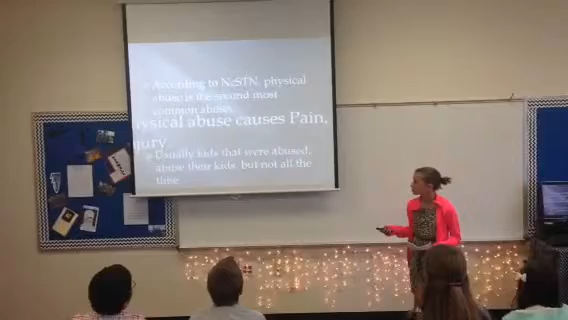 According to NcSTN, physical
abuse is the second most
common abuse.
ysical abuse causes Pain,
jury
Usually kids that were abused,
abuse their kids, but not all the
time.